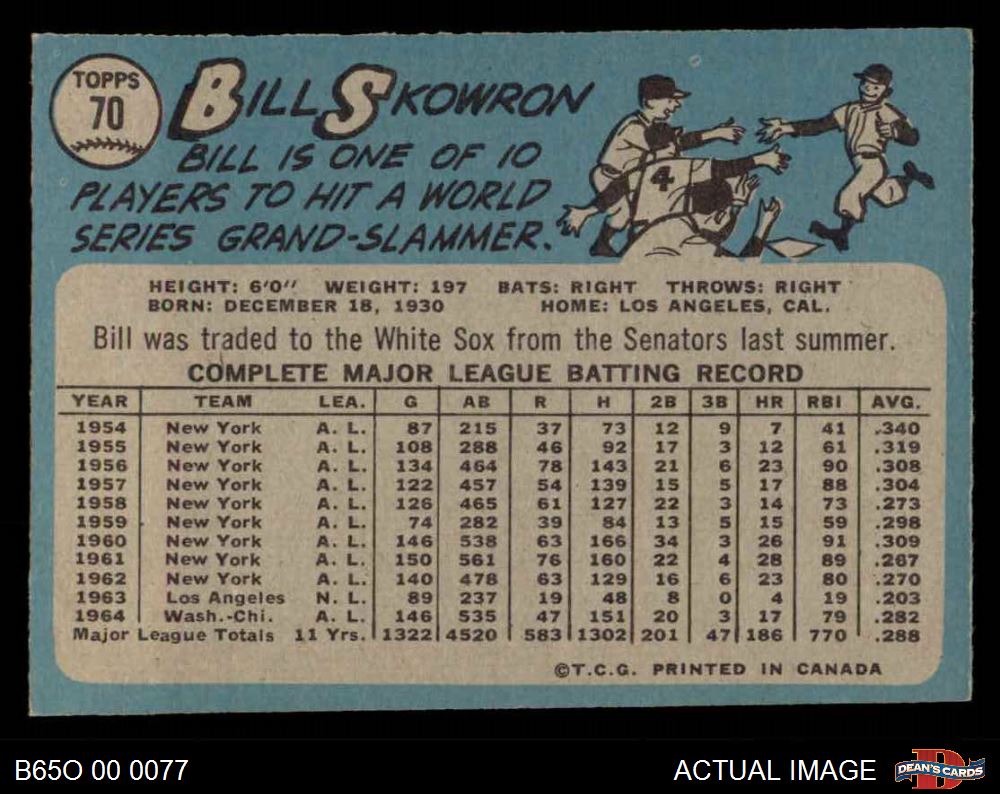 TOPPS
70
BILL SKOWRON
BILL IS ONE OF 10
PLAYERS TO HIT A WORLD
SERIES GRAND-SLAMMER.
4
HEIGHT: 6'0" WEIGHT: 197 BATS: RIGHT THROWS: RIGHT
BORN: DECEMBER 18, 1930 HOME: LOS ANGELES, CAL.
Bill was traded to the White Sox from the Senators last summer.
COMPLETE MAJOR LEAGUE BATTING RECORD
YEAR TEAM LEA. G AB R H 2B 3B HR RBI AVG.
1954 New York A. L. 87 215 37 73 12 9 7 41 .340
1955 New York A. L. 108 288 46 92 17 3 12 61 .319
1956 New York A. L. 134 464 78 143 21 6 23 90 .308
1957 New York A. L. 122 457 54 139 15 5 17 88 .304
1958 New York A. L. 126 465 61 127 22 3 14 73 .273
1959 New York A. L. 74 282 39 84 13 5 15 59 .298
1960 New York A. L. 146 538 63 166 34 3 26 91 .309
1961 New York A. L. 150 561 76 160 22 4 28 89 .267
1962 New York A. L. 140 478 63 129 16 6 23 80 .270
1963 Los Angeles N. L. 89 237 19 48 8 0 4 19 .203
1964 Wash.-Chi. A. L. 146 535 47 151 20 3 17 79 .282
Major League Totals 11 Yrs. 1322 4520 583 1302 201 47 186 770 .288
©T.C.G. PRINTED IN CANADA
B65O 00 0077
ACTUAL IMAGE
DEAN'S CARDS